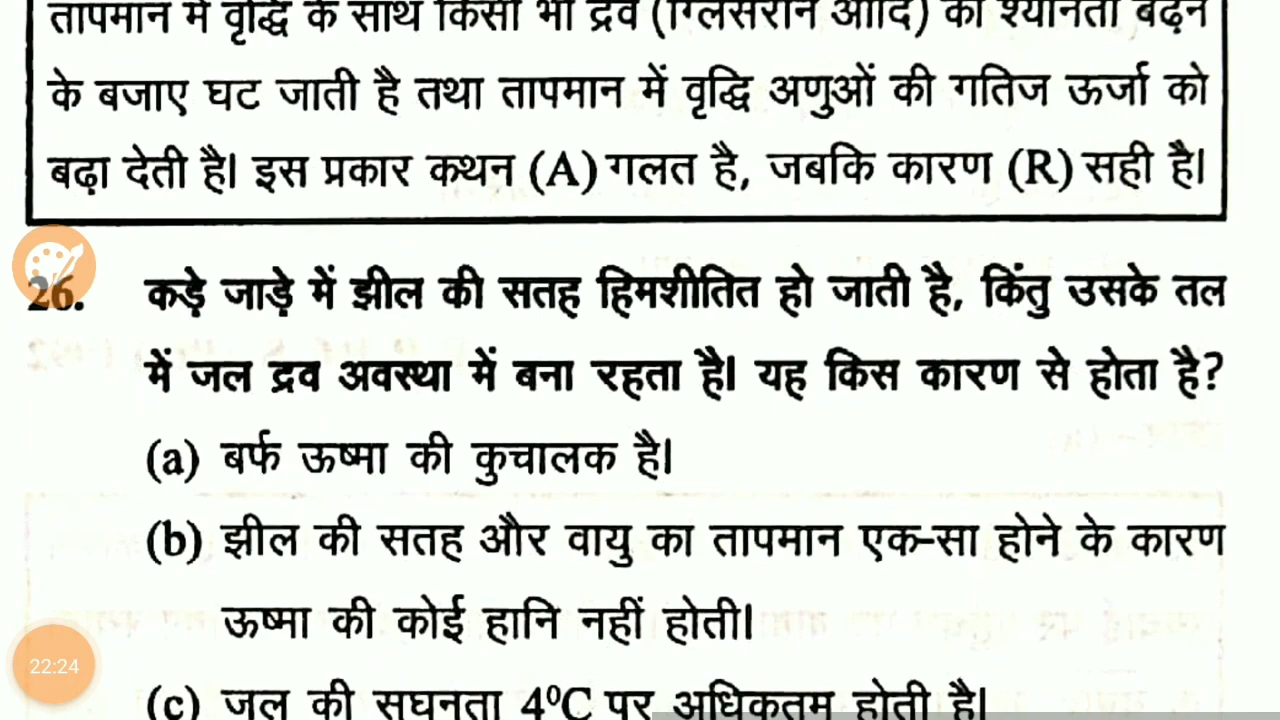 तापमान में वृद्धि के साथ किसी भी द्रव (ग्लिसरीन आदि) की श्यानता बढ़ने
के बजाए घट जाती है तथा तापमान में वृद्धि अणुओं की गतिज ऊर्जा को
बढ़ा देती है। इस प्रकार कथन (A) गलत है, जबकि कारण (R) सही है।
26. कड़े जाड़े में झील की सतह हिमशीतित हो जाती है, किंतु उसके तल
में जल द्रव अवस्था में बना रहता है। यह किस कारण से होता है?
(a) बर्फ ऊष्मा की कुचालक है।
(b) झील की सतह और वायु का तापमान एक-सा होने के कारण
ऊष्मा की कोई हानि नहीं होती।
22:24
(c) जल की सघनता 4⁰C पर अधिकतम होती है।